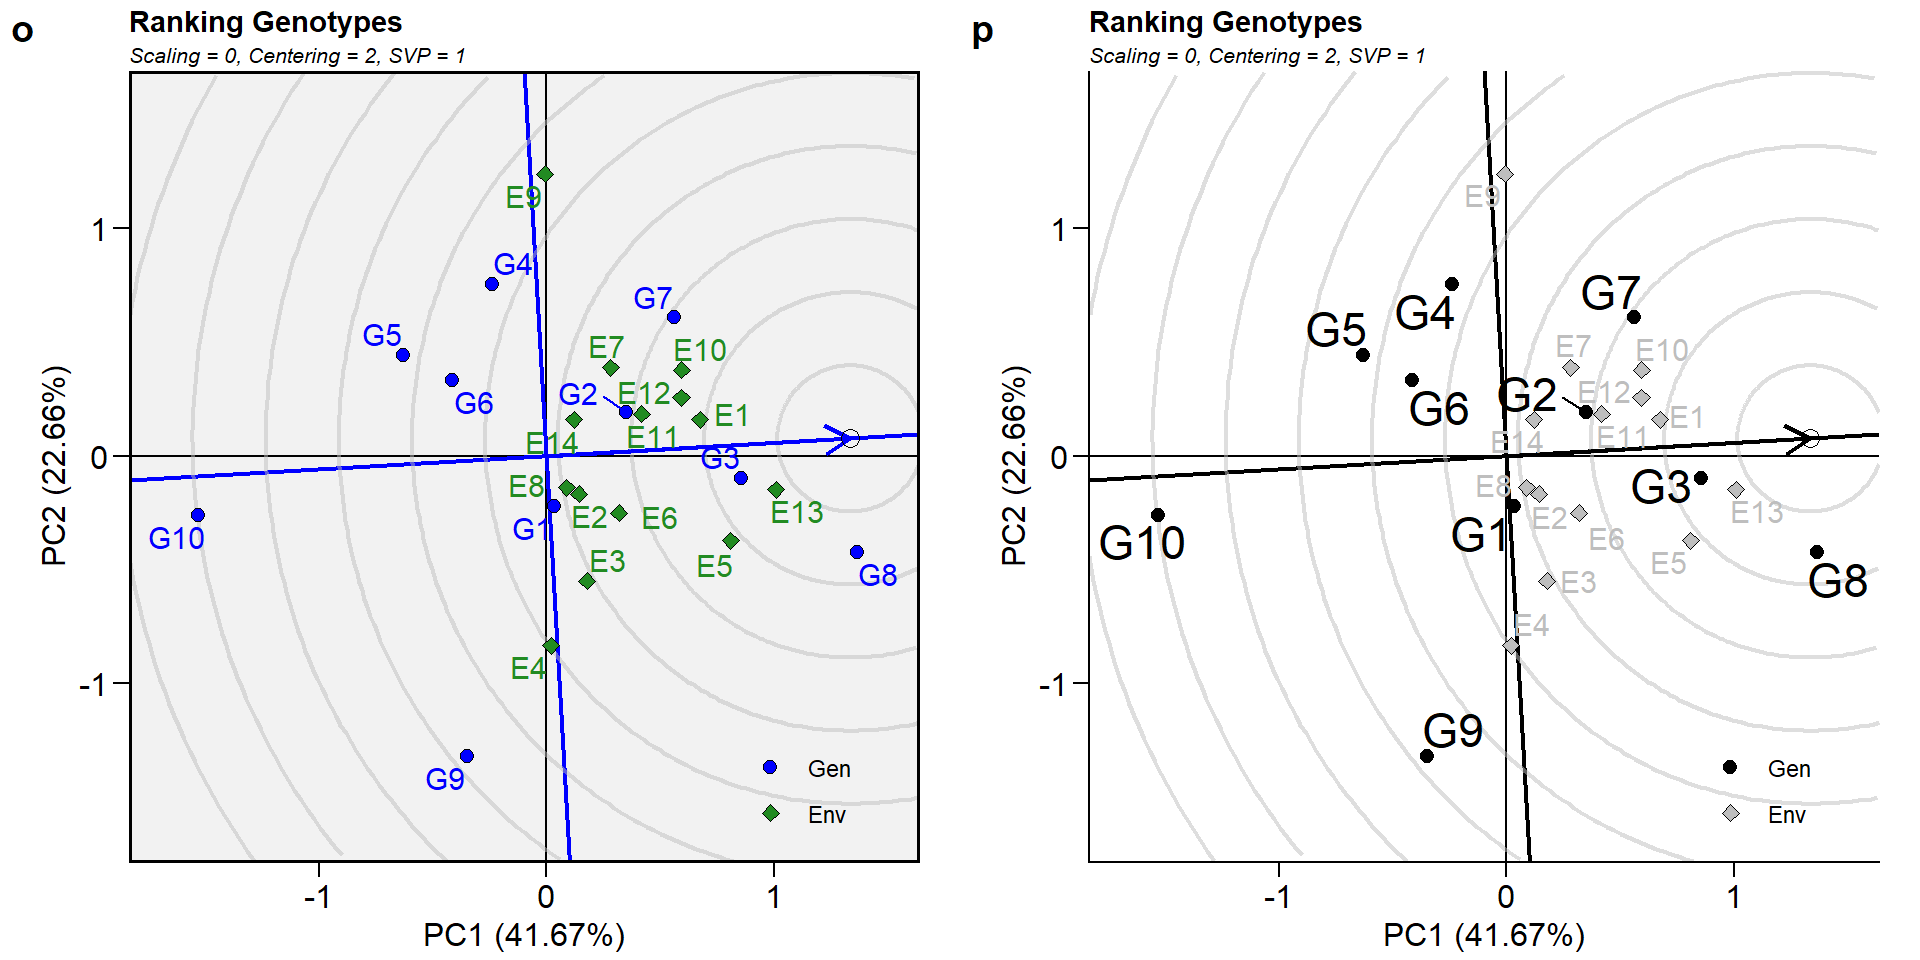 o
Ranking Genotypes
Scaling = 0, Centering = 2, SVP = 1
E9
G4
G7
G5
E7
E10
G2
E12
G6
E1
E14
E11
G3
E8
G1
E2
E6
E13
G10
E3
E5
G8
E4
G9
Gen
Env
1
0
-1
-1
0
1
PC2 (22.66%)
PC1 (41.67%)
p
Ranking Genotypes
Scaling = 0, Centering = 2, SVP = 1
E9
G7
G4
G5
E7
E10
G2
E12
G6
E1
E14
E11
G3
E8
E13
E2
G1
E6
G10
E5
E3
G8
E4
G9
Gen
Env
1
0
-1
-1
0
1
PC2 (22.66%)
PC1 (41.67%)